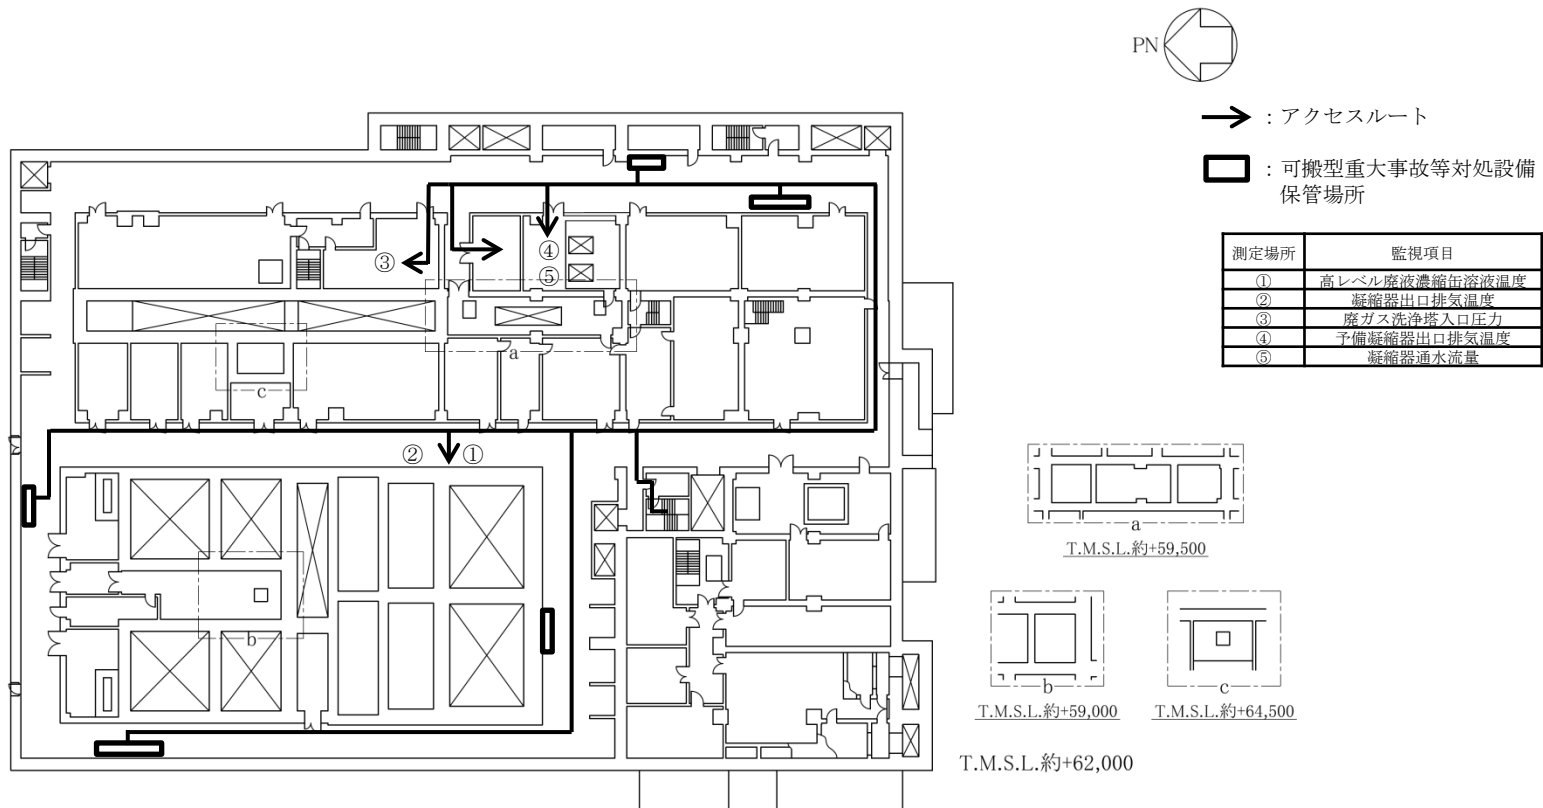 PN
：アクセスルート
：可搬型重大事故等対処設備
保管場所
測定場所 監視項目
① 高レベル廃液濃縮缶溶液温度
② 凝縮器出口排気温度
③ 廃ガス洗浄塔入口圧力
④ 予備凝縮器出口排気温度
⑤ 凝縮器通水流量
④
③
⑤
a
c
② ①
b
a
T.M.S.L.約+59,500
b
T.M.S.L.約+59,000
c
T.M.S.L.約+64,500
T.M.S.L.約+62,000